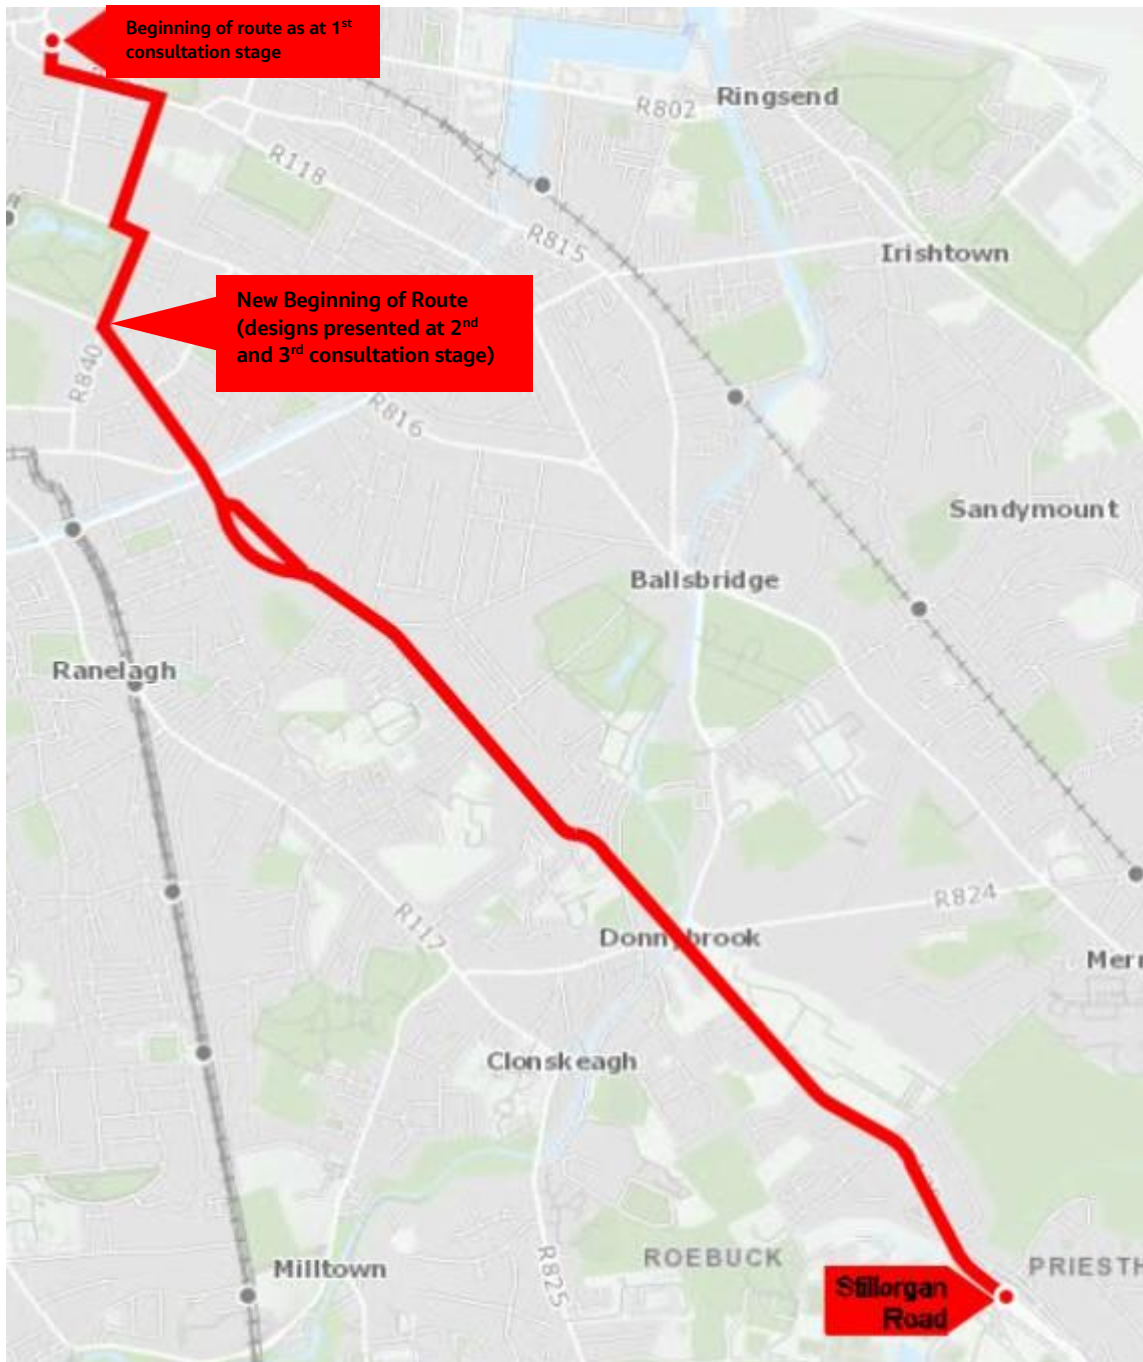 Beginning of route as at 1st
consultation stage
Ringsend
R802
R118
R815
Irishtown
New Beginning of Route
(designs presented at 2nd
and 3rd consultation stage)
R840
R816
Sandymount
Ballsbridge
Ranelagh
R824
R117
Donnybrook
Merr
Clonskeagh
ROEBUCK
PRIESTH
R825
Milltown
Stillorgan
Road